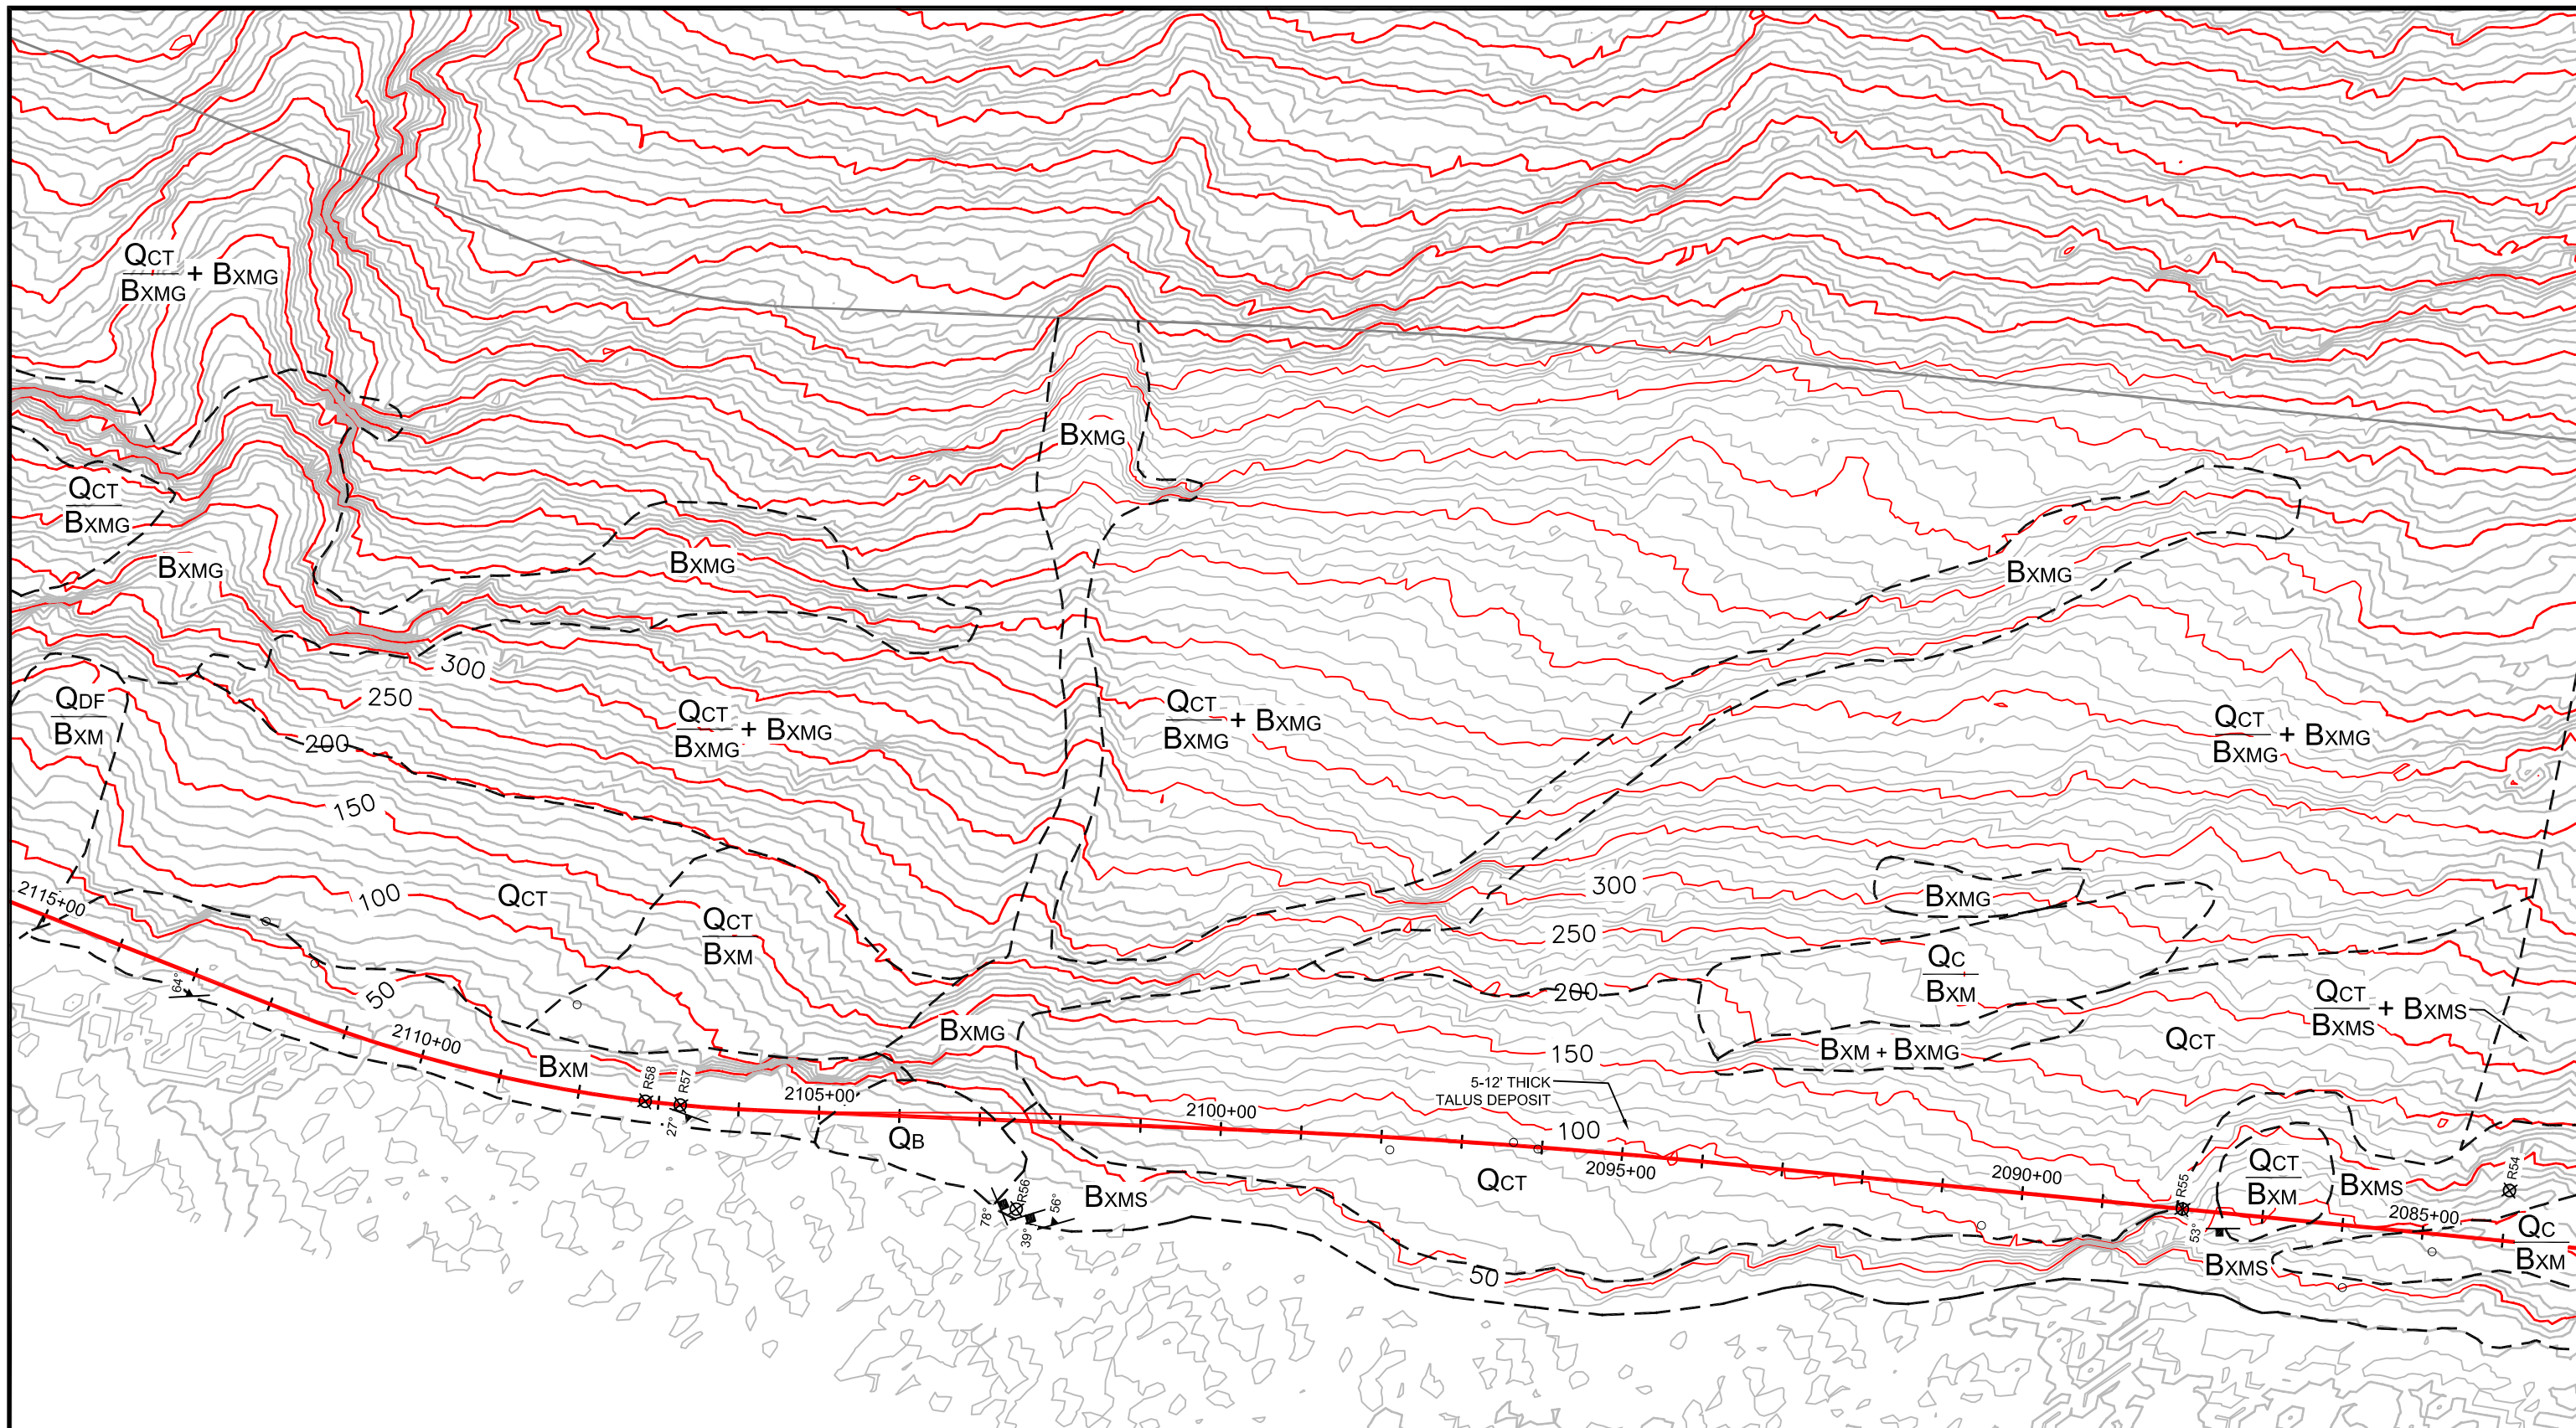 QCT
BXMG + BXMG
BXMG
QCT
BXMG
BXMG
BXMG
BXMG
300
QDF
BXM
250
QCT
BXMG + BXMG
QCT
BXMG + BXMG
QCT
BXMG + BXMG
200
150
300
BXMG
2115+00
100
QCT
QCT
BXM
250
QC
BXM
64°
50
200
QCT
BXMS + BXMS
2110+00
BXM
BXMG
150
BXM + BXMG
QCT
R58
R57
27°
2105+00
QB
2100+00
5-12' THICK
TALUS DEPOSIT
100
2095+00
2090+00
QCT
78°
R56
39°
56°
BXMS
QCT
R55
53°
QCT
BXM
BXMS
R54
2085+00
50
BXMS
QC
BXM